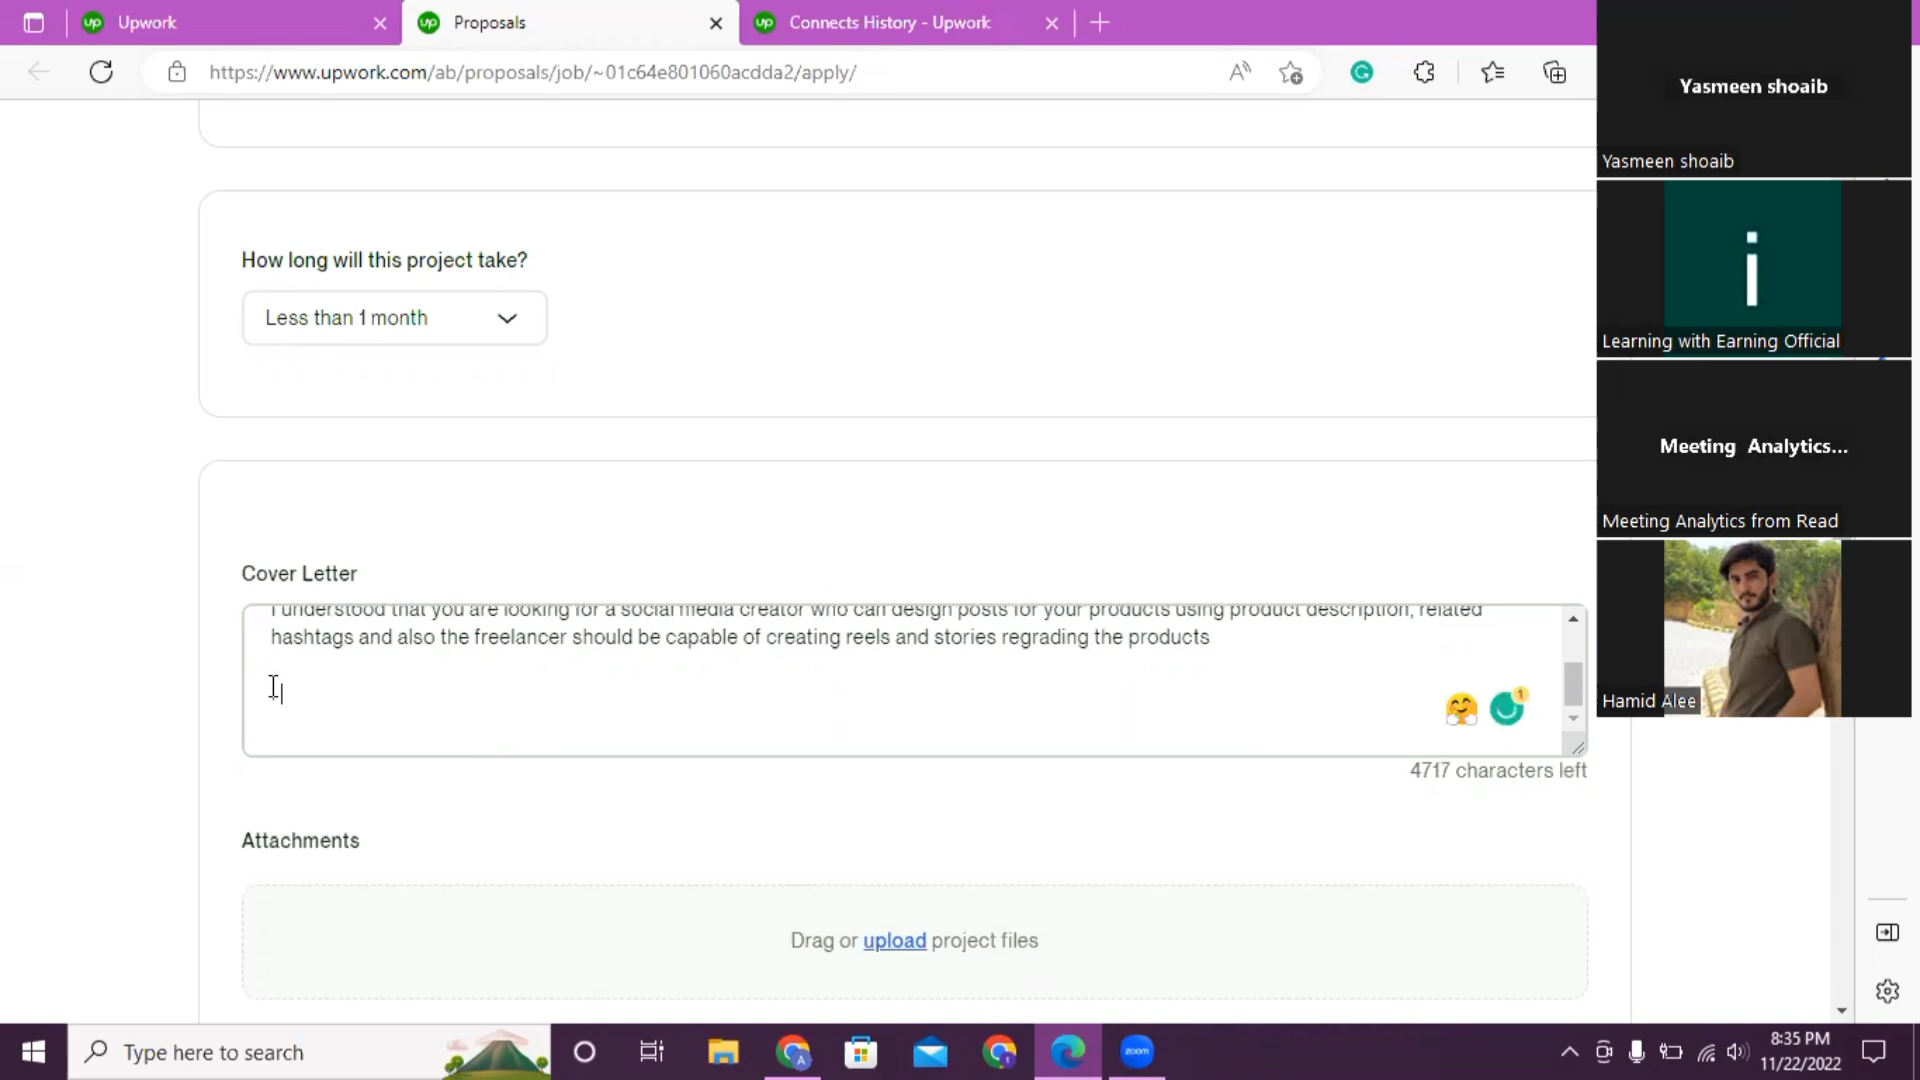 Upwork
Proposals
Connects History - Upwork
https://www.upwork.com/ab/proposals/job/~01c64e801060acdda2/apply/
How long will this project take?
Less than 1 month
Cover Letter
I understood that you are looking for a social media creator who can design posts for your products using product description, related
hashtags and also the freelancer should be capable of creating reels and stories regrading the products
1
4717 characters left
Attachments
Drag or upload project files
Yasmeen shoaib
Yasmeen shoaib
i
Learning with Earning Official
Meeting Analytics...
Meeting Analytics from Read
Hamid Alee
Type here to search
A
zoom
8:35 PM
11/22/2022